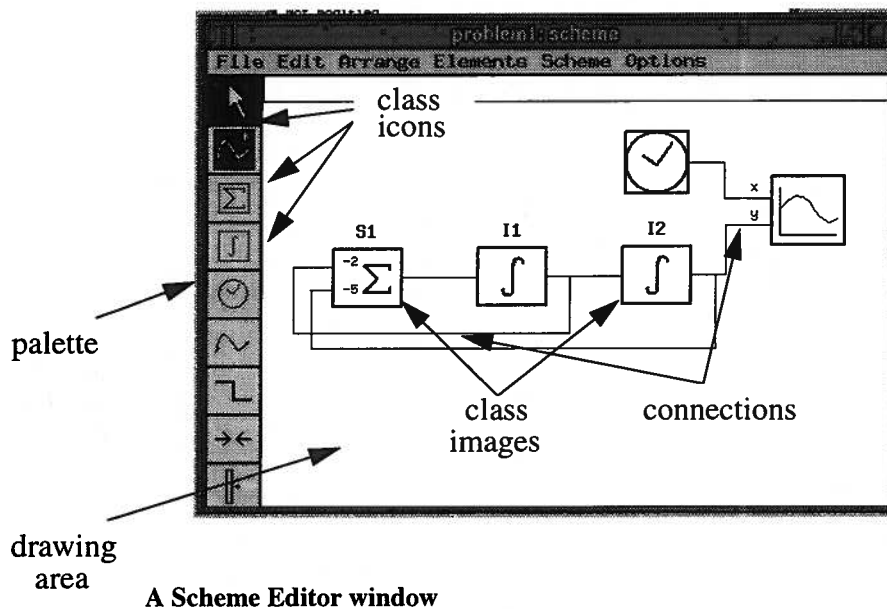 problem1:scheme
File Edit Arrange Elements Scheme Options
class
icons
x
y
S1
I1
I2
-2
-5
Σ
Σ
∫
∫
∫
palette
class
images
connections
drawing
area
A Scheme Editor window